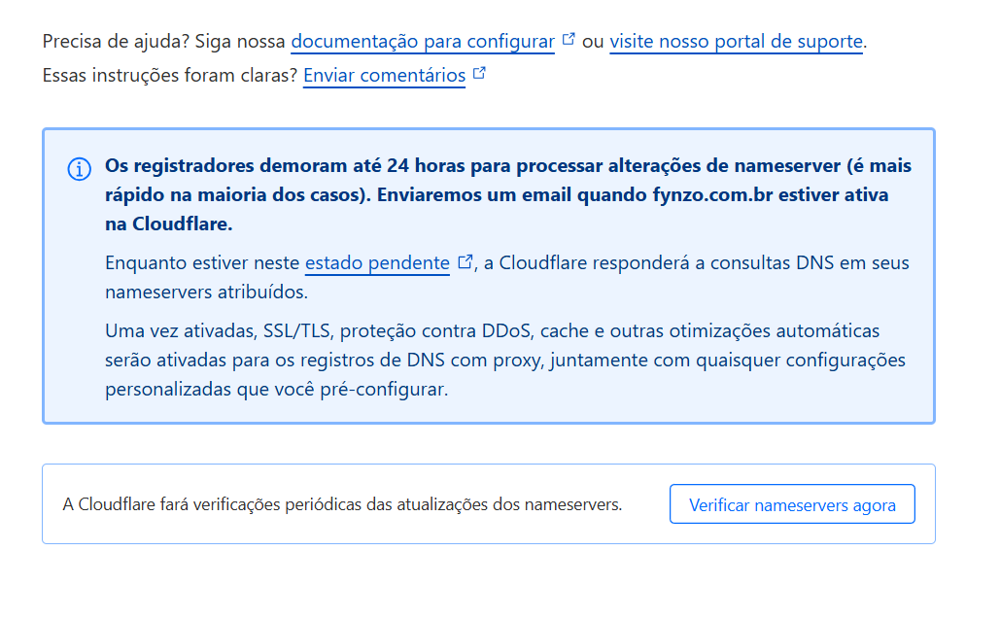 Precisa de ajuda? Siga nossa documentação para configurar ou visite nosso portal de suporte.
Essas instruções foram claras? Enviar comentários
Os registradores demoram até 24 horas para processar alterações de nameserver (é mais
rápido na maioria dos casos). Enviaremos um email quando fynzo.com.br estiver ativa
na Cloudflare.
Enquanto estiver neste estado pendente, a Cloudflare responderá a consultas DNS em seus
nameservers atribuídos.
Uma vez ativadas, SSL/TLS, proteção contra DDoS, cache e outras otimizações automáticas
serão ativadas para os registros de DNS com proxy, juntamente com quaisquer configurações
personalizadas que você pré-configurar.
A Cloudflare fará verificações periódicas das atualizações dos nameservers.
Verificar nameservers agora